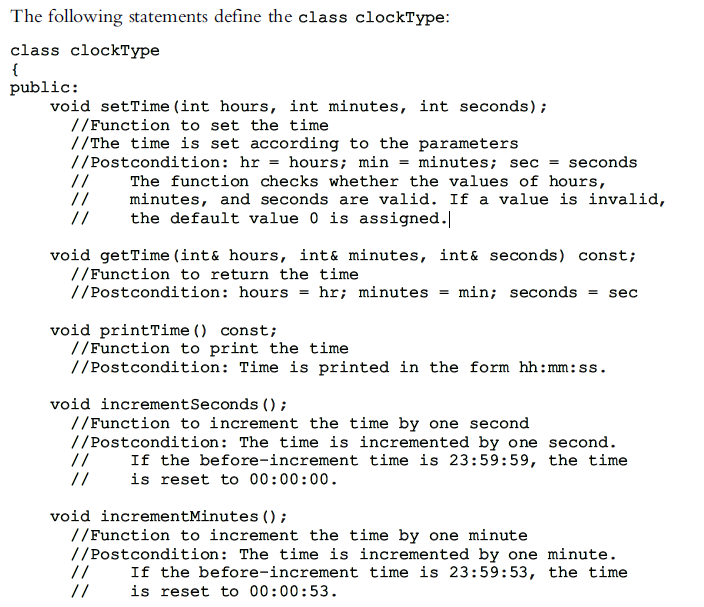 The following statements define the class clockType:
class clockType
{
public:
    void setTime(int hours, int minutes, int seconds);
      //Function to set the time
      //The time is set according to the parameters
      //Postcondition: hr = hours; min = minutes; sec = seconds
      //    The function checks whether the values of hours,
      //    minutes, and seconds are valid. If a value is invalid,
      //    the default value 0 is assigned.
    void getTime(int& hours, int& minutes, int& seconds) const;
      //Function to return the time
      //Postcondition: hours = hr; minutes = min; seconds = sec
    void printTime() const;
      //Function to print the time
      //Postcondition: Time is printed in the form hh:mm:ss.
    void incrementSeconds();
      //Function to increment the time by one second
      //Postcondition: The time is incremented by one second.
      //    If the before-increment time is 23:59:59, the time
      //    is reset to 00:00:00.
    void incrementMinutes();
      //Function to increment the time by one minute
      //Postcondition: The time is incremented by one minute.
      //    If the before-increment time is 23:59:53, the time
      //    is reset to 00:00:53.